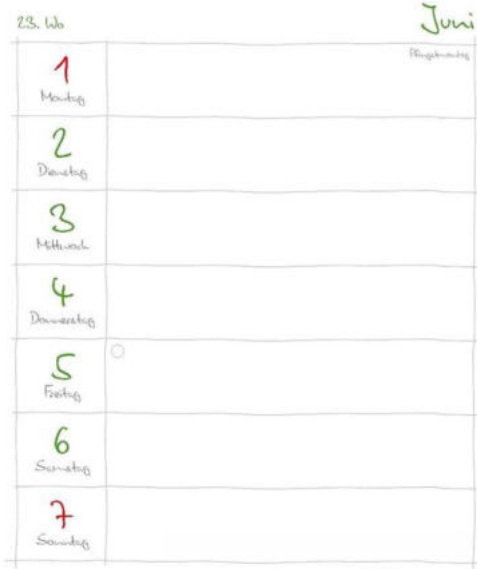 23. Wo
Juni
1
Pfingstmontag
Montag
2
Dienstag
3
Mittwoch
4
Donnerstag
5
Freitag
6
Samstag
7
Sonntag